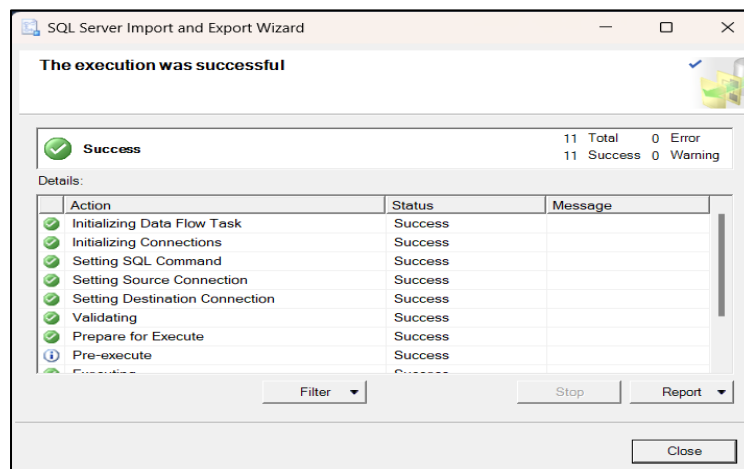 SQL Server Import and Export Wizard
The execution was successful
Success
11 Total 0 Error
11 Success 0 Warning
Details:
Action Status Message
Initializing Data Flow Task Success
Initializing Connections Success
Setting SQL Command Success
Setting Source Connection Success
Setting Destination Connection Success
Validating Success
Prepare for Execute Success
Pre-execute Success
Executing Success
Filter Stop Report
Close